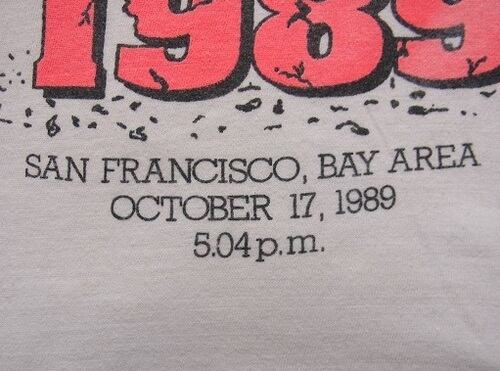 1989
SAN FRANCISCO, BAY AREA
OCTOBER 17, 1989
5.04 p.m.